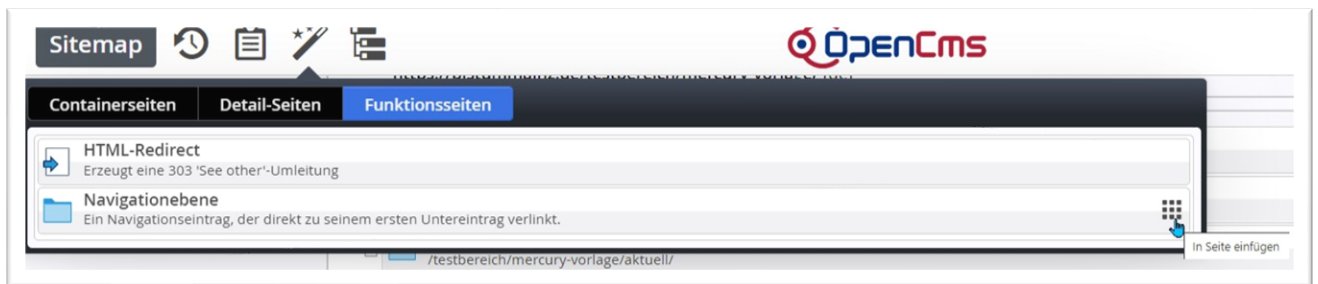 Sitemap
OpenCms
Containerseiten Detail-Seiten Funktionsseiten
HTML-Redirect
Erzeugt eine 303 'See other'-Umleitung
Navigationebene
Ein Navigationseintrag, der direkt zu seinem ersten Untereintrag verlinkt.
In Seite einfügen
/testbereich/mercury-vorlage/aktuell/